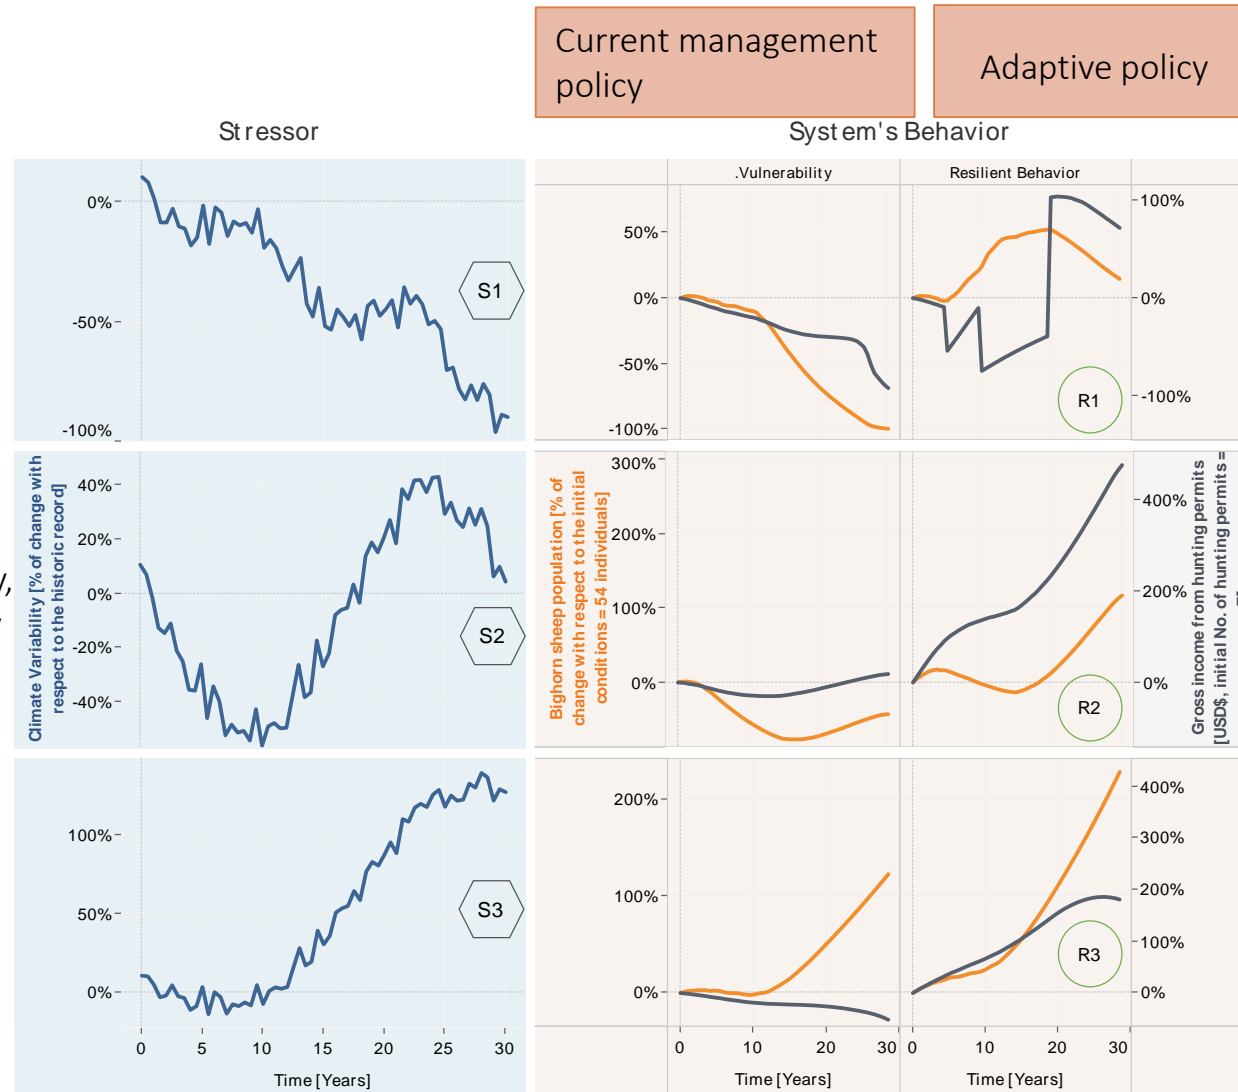 Current management
policy
Adaptive policy
Stressor
System's Behavior
.Vulnerability
Resilient Behavior
0%
-50%
-100%
S1
50%
0%
-50%
-100%
100%
0%
-100%
R1
Climate Variability [% of change with
respect to the historic record]
40%
20%
0%
-20%
-40%
S2
Bighorn sheep population [% of
change with respect to the initial
conditions = 54 individuals]
300%
200%
100%
0%
400%
200%
0%
R2
Gross income from hunting permits
[USD$, initial No. of hunting permits =
100%
50%
0%
S3
200%
100%
0%
400%
300%
200%
100%
0%
R3
0 5 10 15 20 25 30
Time [Years]
0 10 20 30
Time [Years]
0 10 20 30
Time [Years]